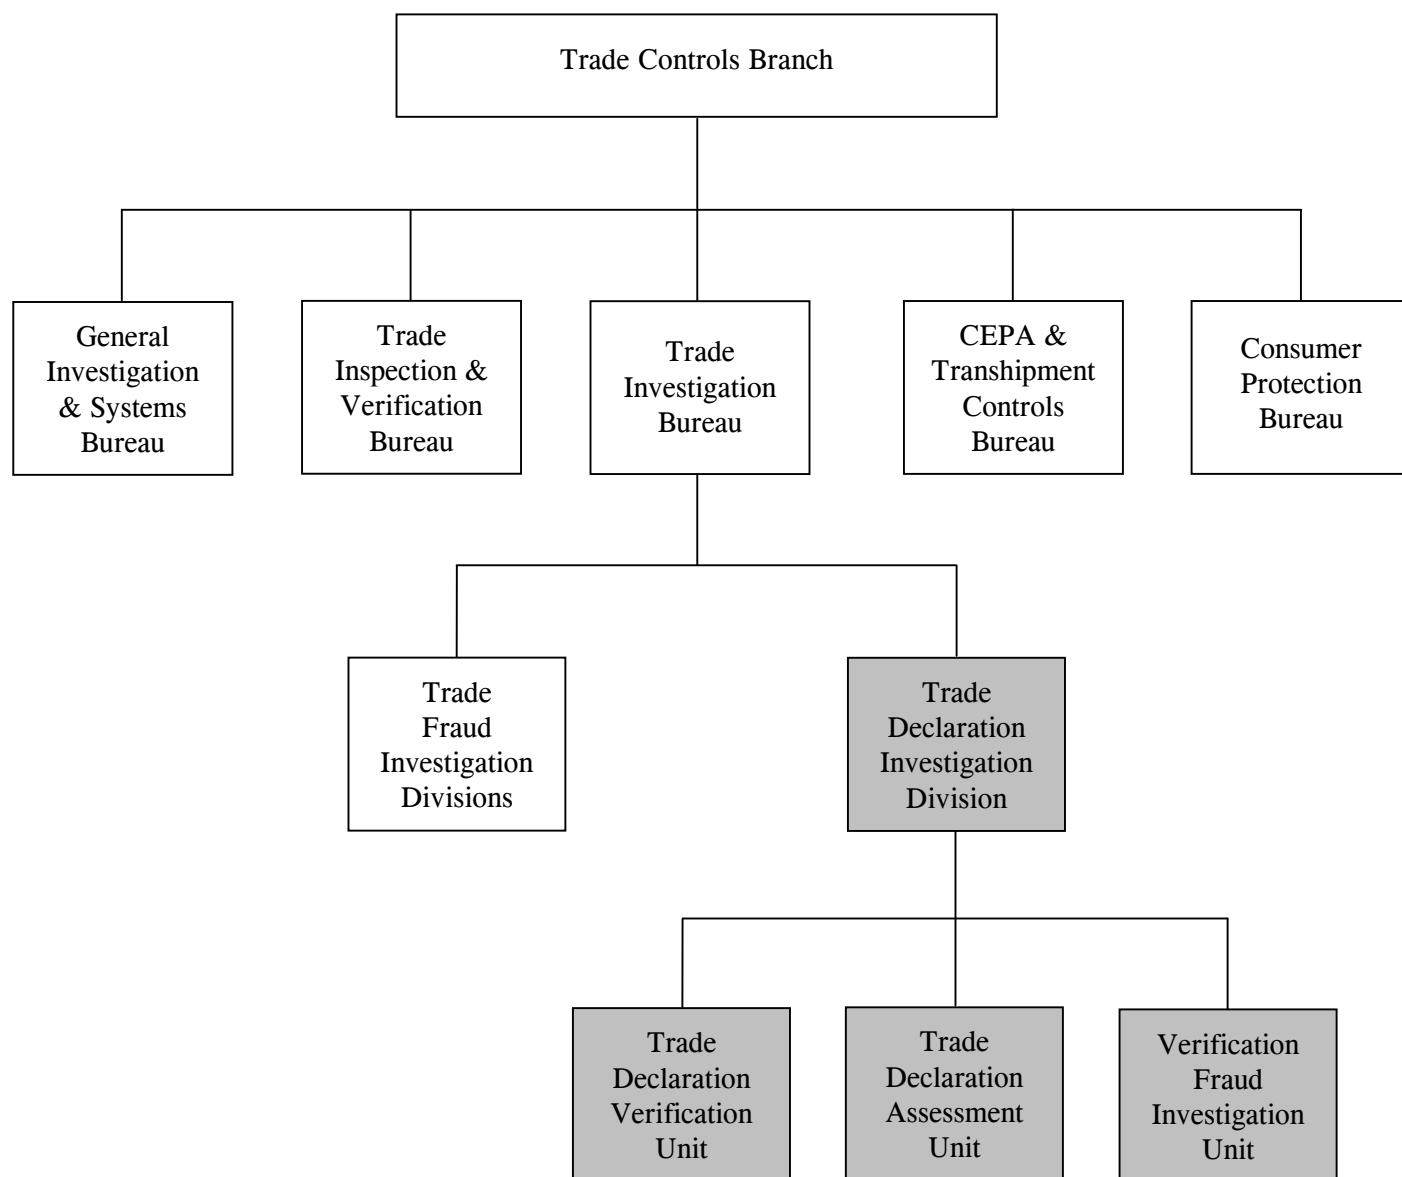 Trade Controls Branch
General
Investigation
& Systems
Bureau
Trade
Inspection &
Verification
Bureau
Trade
Investigation
Bureau
CEPA &
Transhipment
Controls
Bureau
Consumer
Protection
Bureau
Trade
Fraud
Investigation
Divisions
Trade
Declaration
Investigation
Division
Trade
Declaration
Verification
Unit
Trade
Declaration
Assessment
Unit
Verification
Fraud
Investigation
Unit